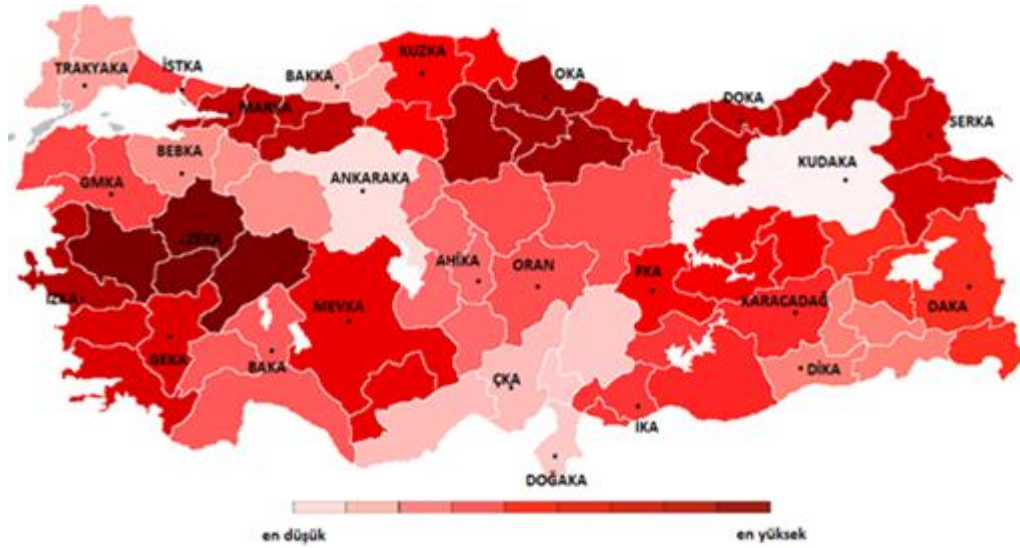 TRAKYAKA
İSTKA
BAKKA
KUZKA
OKA
DOKA
SERKA
MARKA
BEBKA
GMKA
ANKARAKA
KUDAKA
ZEKA
İZKA
AHİKA
ORAN
FKA
KARACADAĞ
DAKA
MEVKA
GEKA
BAKA
ÇKA
DİKA
İKA
DOĞAKA
en düşük
en yüksek